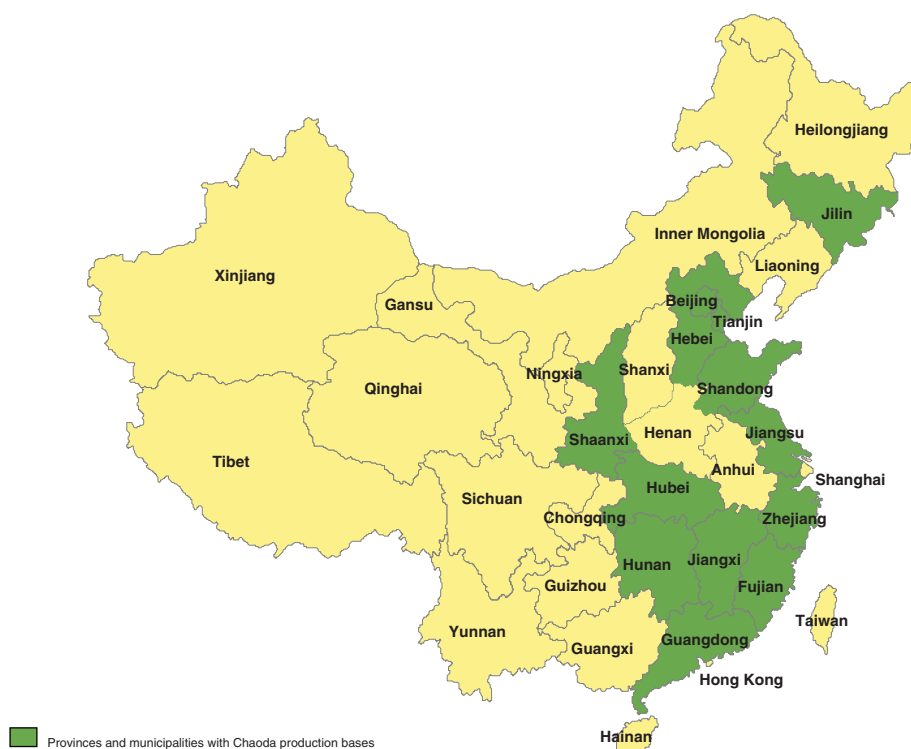 Heilongjiang
Jilin
Inner Mongolia
Liaoning
Xinjiang
Gansu
Beijing
Tianjin
Hebei
Ningxia
Shanxi
Qinghai
Shandong
Shaanxi
Henan
Jiangsu
Tibet
Anhui
Shanghai
Sichuan
Hubei
Chongqing
Zhejiang
Hunan
Jiangxi
Guizhou
Fujian
Taiwan
Yunnan
Guangxi
Guangdong
Hong Kong
Hainan
Provinces and municipalities with Chaoda production bases